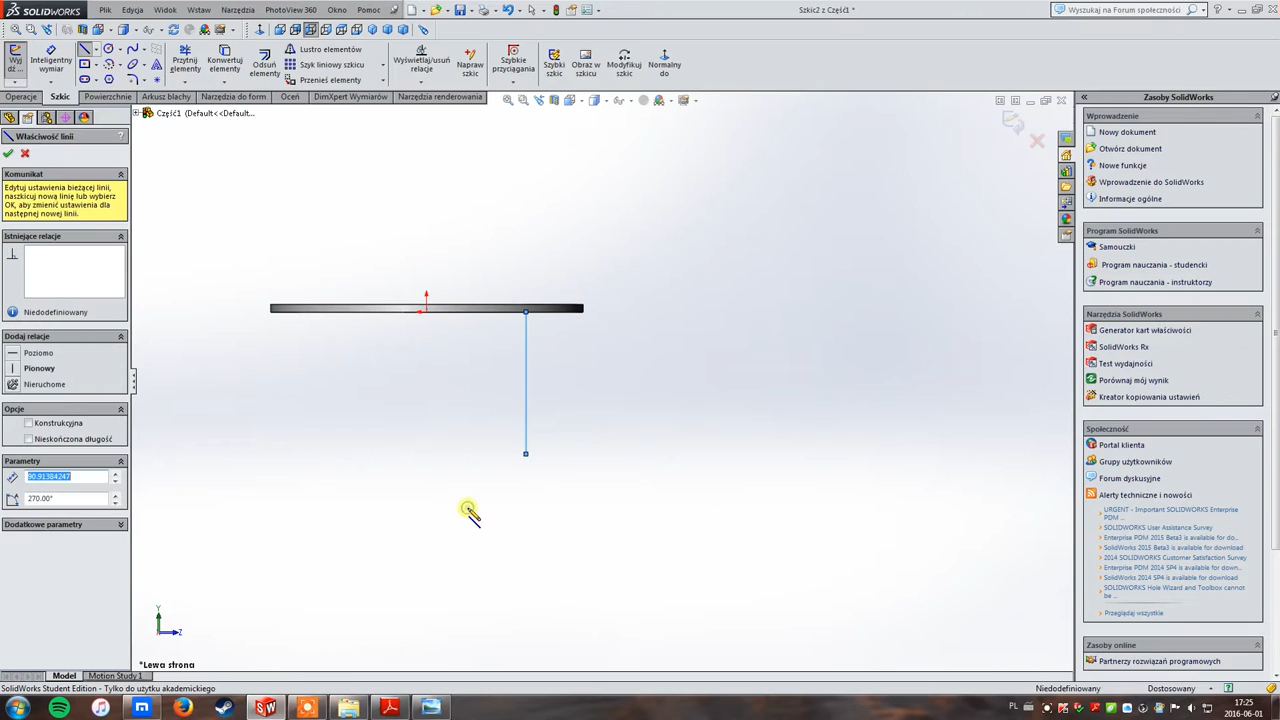 SOLIDWORKS
Plik Edycja Widok Wstaw Narzędzia PhotoView 360 Okno Pomoc
Szkic2 z Część1 *
Wyszukaj na Forum społeczności
Wyj dź ...
Inteligentny wymiar
Przytnij elementy
Konwertuj elementy
Odsuń elementy
Lustro elementów
Szyk liniowy szkicu
Przenieś elementy
Wyświetlaj/usuń relacje
Napraw szkic
Szybkie przyciągania
Szybki szkic
Obraz w szkicu
Modyfikuj szkic
Normalny do
Operacje Szkic Powierzchnie Arkusz blachy Narzędzia do form Oceń DimXpert Wymiarów Narzędzia renderowania
Część1 (Default<<Default...
Właściwość linii ?
Komunikat
Edytuj ustawienia bieżącej linii,
naszkicuj nową linię lub wybierz
OK, aby zmienić ustawienia dla
następnej nowej linii.
Istniejące relacje
Niedodefiniowany
Dodaj relacje
Poziomo
Pionowy
Nieruchome
Opcje
Konstrukcyjna
Nieskończona długość
Parametry
90.91384247
270.00°
Dodatkowe parametry
Y
Z
*Lewa strona
Model Motion Study 1
Zasoby SolidWorks
Wprowadzenie
Nowy dokument
Otwórz dokument
Nowe funkcje
Wprowadzenie do SolidWorks
Informacje ogólne
Program SolidWorks
Samouczki
Program nauczania - studencki
Program nauczania - instruktorzy
Narzędzia SolidWorks
Generator kart właściwości
SolidWorks Rx
Test wydajności
Porównaj mój wynik
Kreator kopiowania ustawień
Społeczność
Portal klienta
Grupy użytkowników
Forum dyskusyjne
Alerty techniczne i nowości
URGENT - Important SOLIDWORKS Enterprise
PDM ...
SOLIDWORKS User Assistance Survey
Enterprise PDM 2015 Beta3 is available for do...
SolidWorks 2015 Beta3 is available for download
2014 SOLIDWORKS Customer Satisfaction Survey
Enterprise PDM 2014 SP4 is available for down...
SolidWorks 2014 SP4 is available for download
SOLIDWORKS Hole Wizard and Toolbox cannot
be ...
Przeglądaj wszystkie
Zasoby online
Partnerzy rozwiązań programowych
SolidWorks Student Edition - Tylko do użytku akademickiego
Niedodefiniowany Dostosowany
PL
17:25
2016-06-01